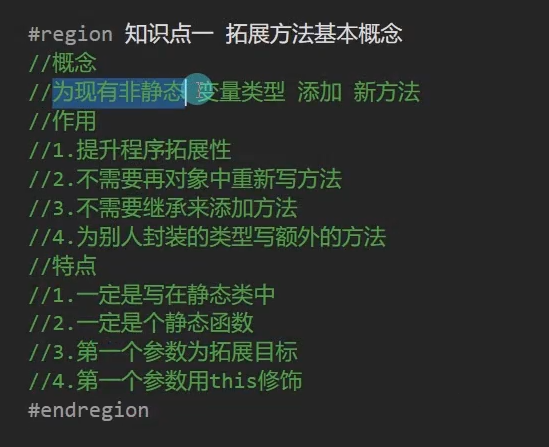 #region 知识点一 拓展方法基本概念
//概念
//为现有非静态 变量类型 添加 新方法
//作用
//1.提升程序拓展性
//2.不需要再对象中重新写方法
//3.不需要继承来添加方法
//4.为别人封装的类型写额外的方法
//特点
//1.一定是写在静态类中
//2.一定是个静态函数
//3.第一个参数为拓展目标
//4.第一个参数用this修饰
#endregion